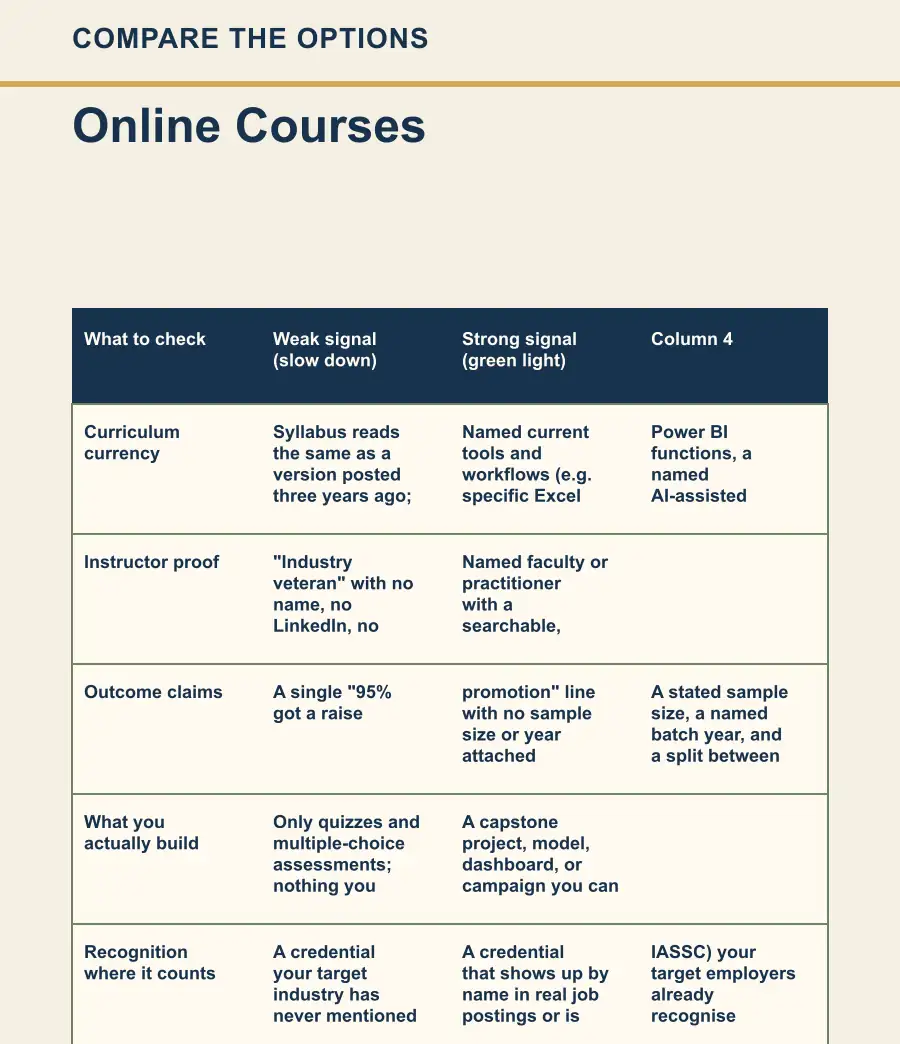 COMPARE THE OPTIONS
Online Courses
What to check
Weak signal
(slow down)
Strong signal
(green light)
Column 4
Curriculum
currency
Syllabus reads
the same as a
version posted
three years ago;
Named current
tools and
workflows (e.g.
specific Excel
Power BI
functions, a
named
AI-assisted
Instructor proof
"Industry
veteran" with no
name, no
LinkedIn, no
Named faculty or
practitioner
with a
searchable,
Outcome claims
A single "95%
got a raise
promotion" line
with no sample
size or year
attached
A stated sample
size, a named
batch year, and
a split between
What you
actually build
Only quizzes and
multiple-choice
assessments;
nothing you
A capstone
project, model,
dashboard, or
campaign you can
Recognition
where it counts
A credential
your target
industry has
never mentioned
A credential
that shows up by
name in real job
postings or is
IASSC) your
target employers
already
recognise